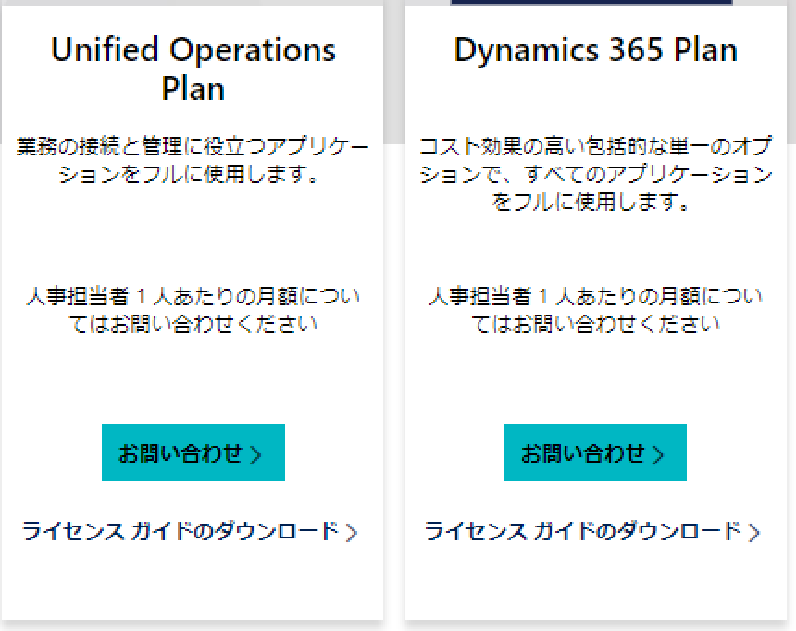 Unified Operations
Plan
業務の接続と管理に役立つアプリケー
ションをフルに使用します。
人事担当者 1 人あたりの月額につい
てはお問い合わせください
お問い合わせ >
ライセンス ガイドのダウンロード >
Dynamics 365 Plan
コスト効果の高い包括的な単一のオプ
ションで、すべてのアプリケーション
をフルに使用します。
人事担当者 1 人あたりの月額につい
てはお問い合わせください
お問い合わせ >
ライセンス ガイドのダウンロード >